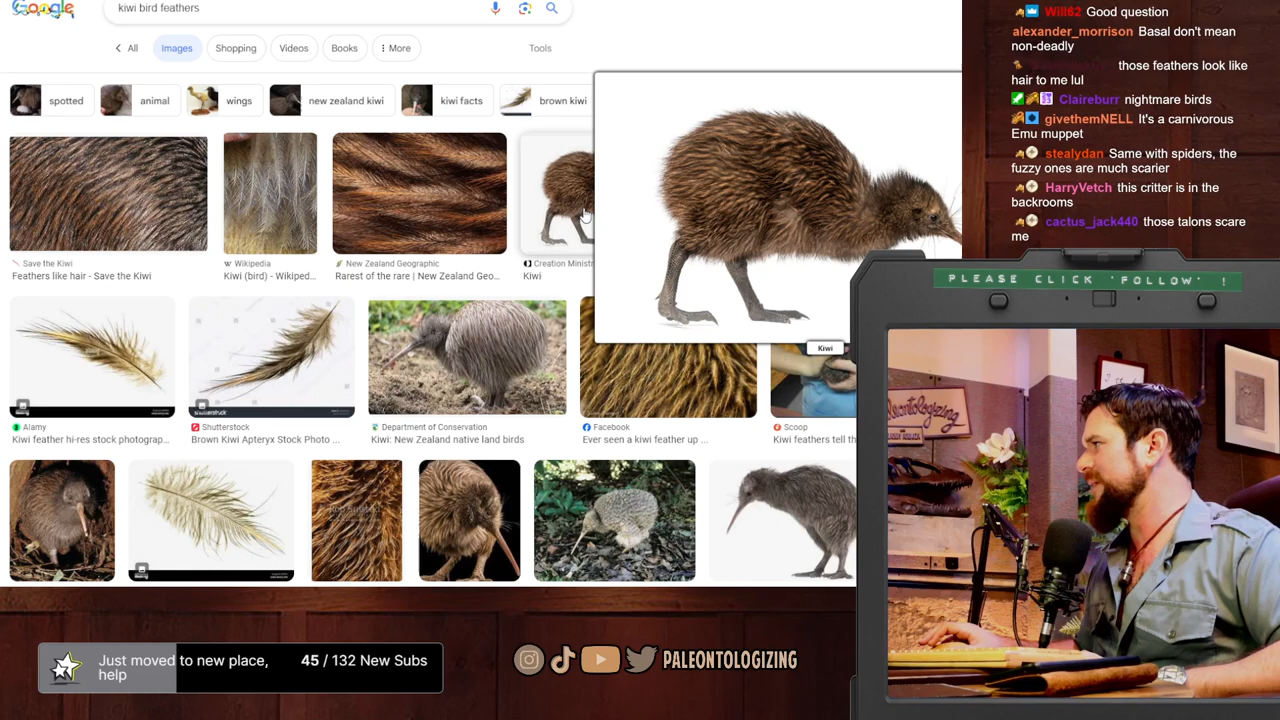 Google
kiwi bird feathers
All
Images
Shopping
Videos
Books
More
Tools
spotted
animal
wings
new zealand kiwi
kiwi facts
brown kiwi
Save the Kiwi
Feathers like hair - Save the Kiwi
Wikipedia
Kiwi (bird) - Wikiped...
National Geographic
Rarest of the rare | New Zealand Geo...
Creation Ministr
Kiwi
Kiwi
Alamy
Kiwi feather hi-res stock photograp...
shutterstock
Shutterstock
Brown Kiwi Apteryx Stock Photo ...
Department of Conservation
Kiwi: New Zealand native land birds
Facebook
Ever seen a kiwi feather up ...
Scoop
Kiwi feathers tell th
Will62 Good question
alexander_morrison Basal don't mean
non-deadly
those feathers look like
hair to me lul
Claireburr nightmare birds
givethemNELL It's a carnivorous
Emu muppet
stealydan Same with spiders, the
fuzzy ones are much scarier
HarryVetch this critter is in the
backrooms
cactus_jack440 those talons scare
me
PLEASE CLICK 'FOLLOW' !
Just moved to new place,
help
45 / 132 New Subs
PALEONTOLOGIZING